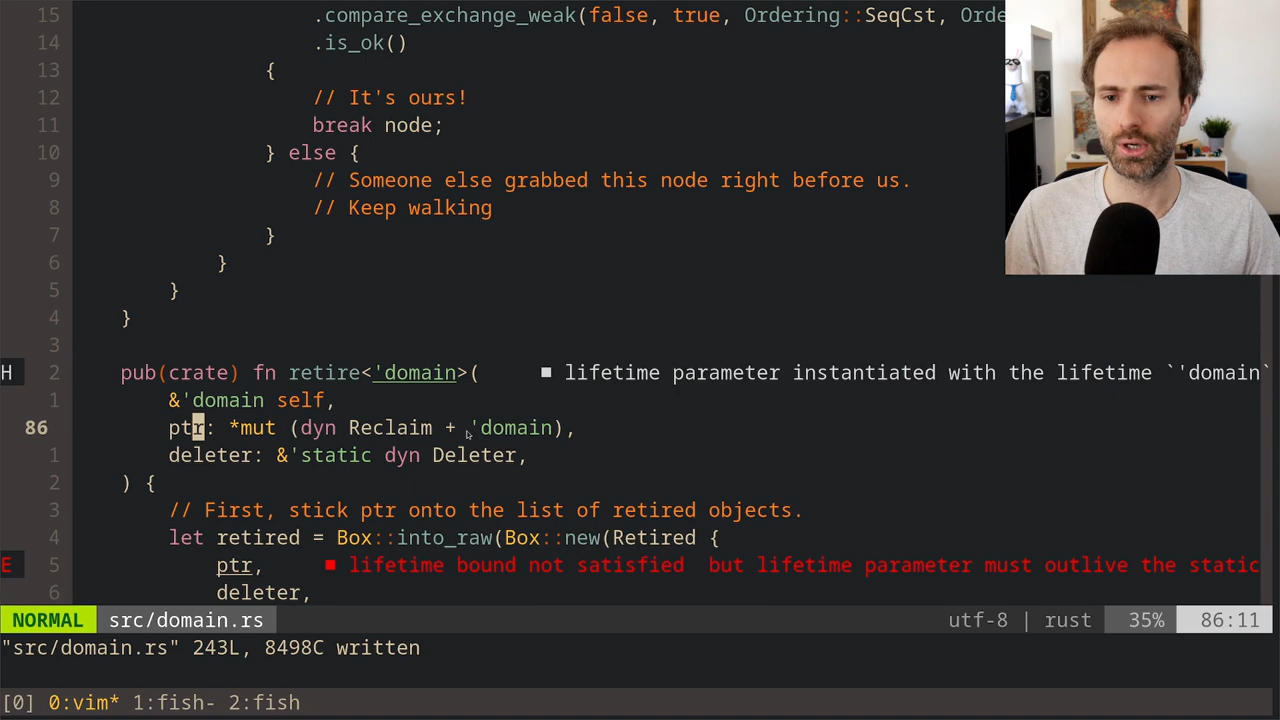 15 .compare_exchange_weak(false, true, Ordering::SeqCst, Orde
14 .is_ok()
13 {
12 // It's ours!
11 break node;
10 } else {
9 // Someone else grabbed this node right before us.
8 // Keep walking
7 }
6 }
5 }
4 }
3
H 2 pub(crate) fn retire<'domain>( ■ lifetime parameter instantiated with the lifetime `'domain`
1 &'domain self,
86 ptr: *mut (dyn Reclaim + 'domain),
1 deleter: &'static dyn Deleter,
2 ) {
3 // First, stick ptr onto the list of retired objects.
4 let retired = Box::into_raw(Box::new(Retired {
E 5 ptr, ■ lifetime bound not satisfied  but lifetime parameter must outlive the static
6 deleter,
NORMAL src/domain.rs utf-8 | rust 35% 86:11
"src/domain.rs" 243L, 8498C written
[0] 0:vim* 1:fish- 2:fish